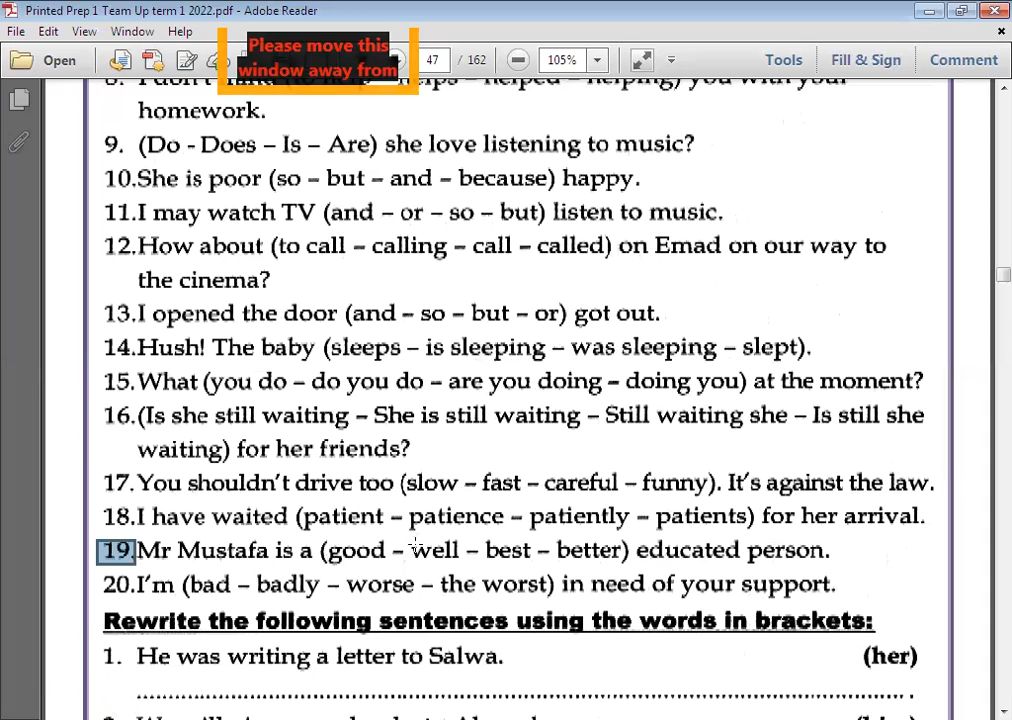 Printed Prep 1 Team Up term 1 2022.pdf - Adobe Reader
File Edit View Window Help
Please move this
window away from
Open 47 / 162 105% Tools Fill & Sign Comment
helped – helping) you with your
homework.
9. (Do - Does – Is – Are) she love listening to music?
10.She is poor (so – but – and – because) happy.
11.I may watch TV (and – or – so – but) listen to music.
12.How about (to call – calling – call – called) on Emad on our way to
the cinema?
13.I opened the door (and – so – but – or) got out.
14.Hush! The baby (sleeps – is sleeping – was sleeping – slept).
15.What (you do – do you do – are you doing – doing you) at the moment?
16.(Is she still waiting – She is still waiting – Still waiting she – Is still she
waiting) for her friends?
17.You shouldn't drive too (slow – fast – careful – funny). It's against the law.
18.I have waited (patient – patience – patiently – patients) for her arrival.
19.Mr Mustafa is a (good – well – best – better) educated person.
20.I'm (bad – badly – worse – the worst) in need of your support.
Rewrite the following sentences using the words in brackets:
1. He was writing a letter to Salwa. (her)